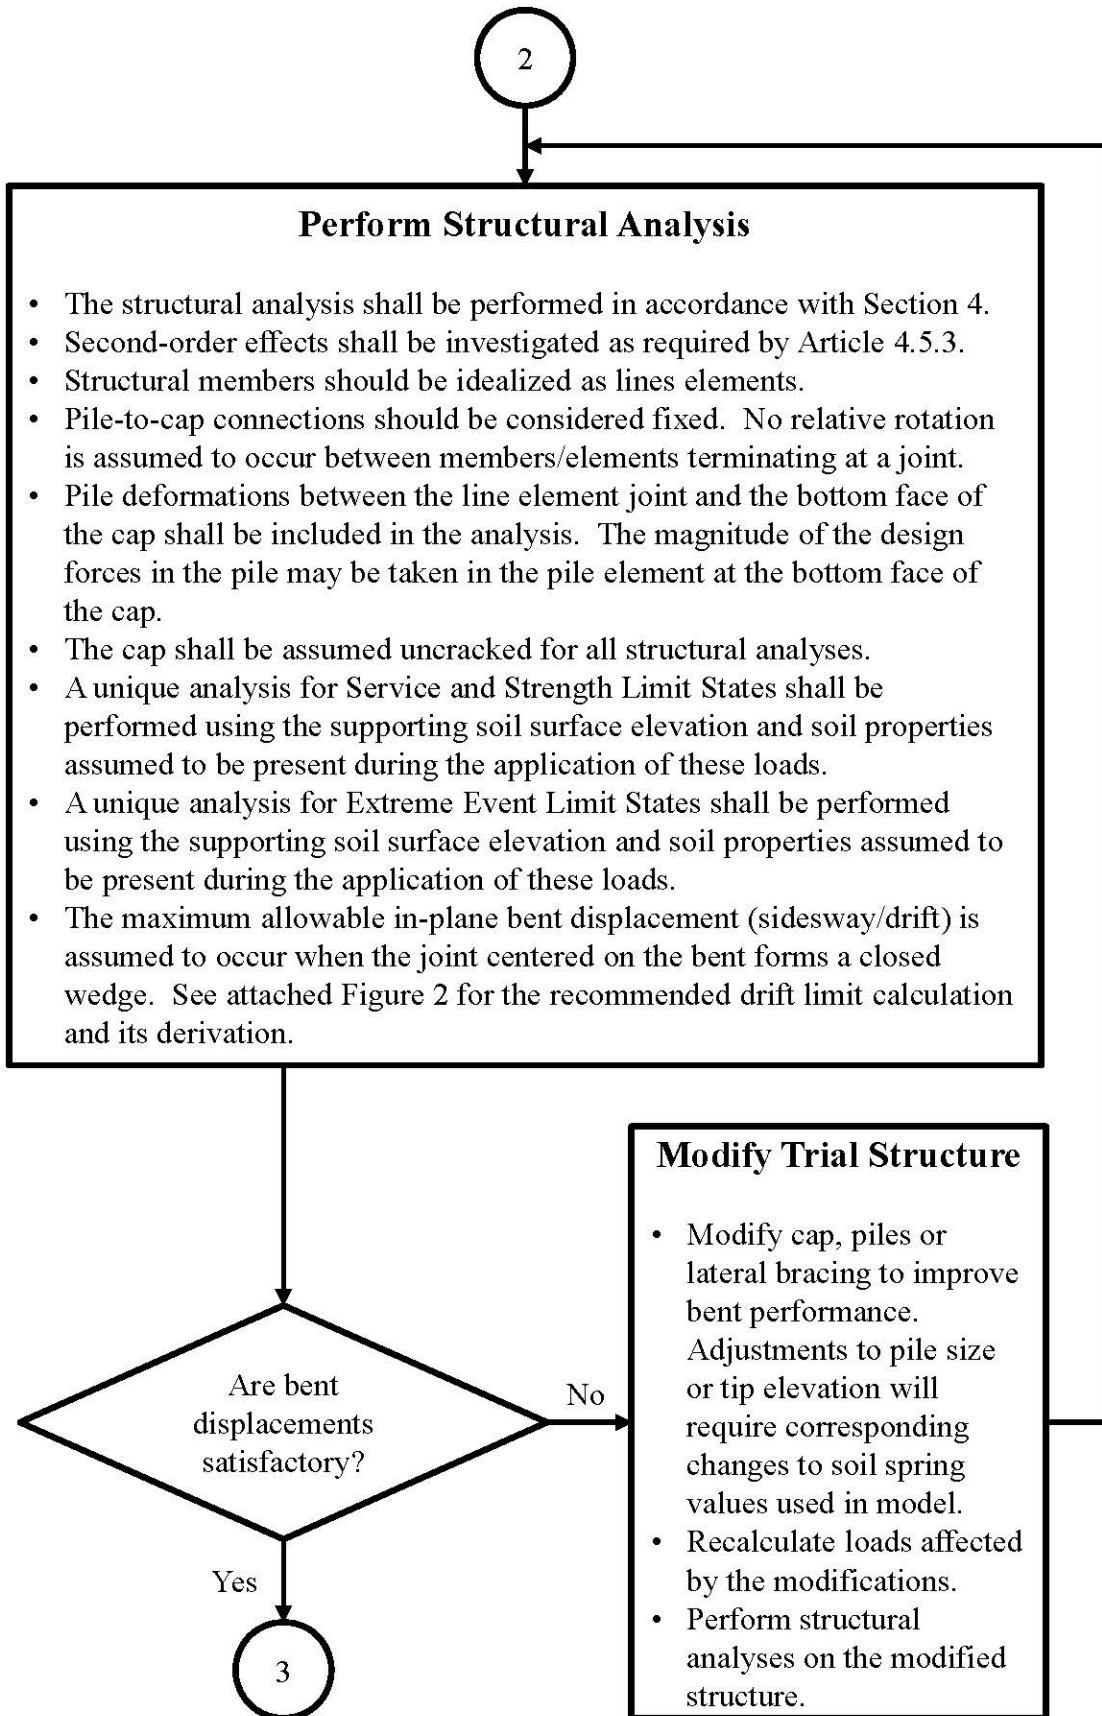 2
Perform Structural Analysis
• The structural analysis shall be performed in accordance with Section 4.
• Second-order effects shall be investigated as required by Article 4.5.3.
• Structural members should be idealized as lines elements.
• Pile-to-cap connections should be considered fixed.  No relative rotation
is assumed to occur between members/elements terminating at a joint.
• Pile deformations between the line element joint and the bottom face of
the cap shall be included in the analysis.  The magnitude of the design
forces in the pile may be taken in the pile element at the bottom face of
the cap.
• The cap shall be assumed uncracked for all structural analyses.
• A unique analysis for Service and Strength Limit States shall be
performed using the supporting soil surface elevation and soil properties
assumed to be present during the application of these loads.
• A unique analysis for Extreme Event Limit States shall be performed
using the supporting soil surface elevation and soil properties assumed to
be present during the application of these loads.
• The maximum allowable in-plane bent displacement (sidesway/drift) is
assumed to occur when the joint centered on the bent forms a closed
wedge.  See attached Figure 2 for the recommended drift limit calculation
and its derivation.
Are bent
displacements
satisfactory?
No
Yes
3
Modify Trial Structure
• Modify cap, piles or
lateral bracing to improve
bent performance.
Adjustments to pile size
or tip elevation will
require corresponding
changes to soil spring
values used in model.
• Recalculate loads affected
by the modifications.
• Perform structural
analyses on the modified
structure.